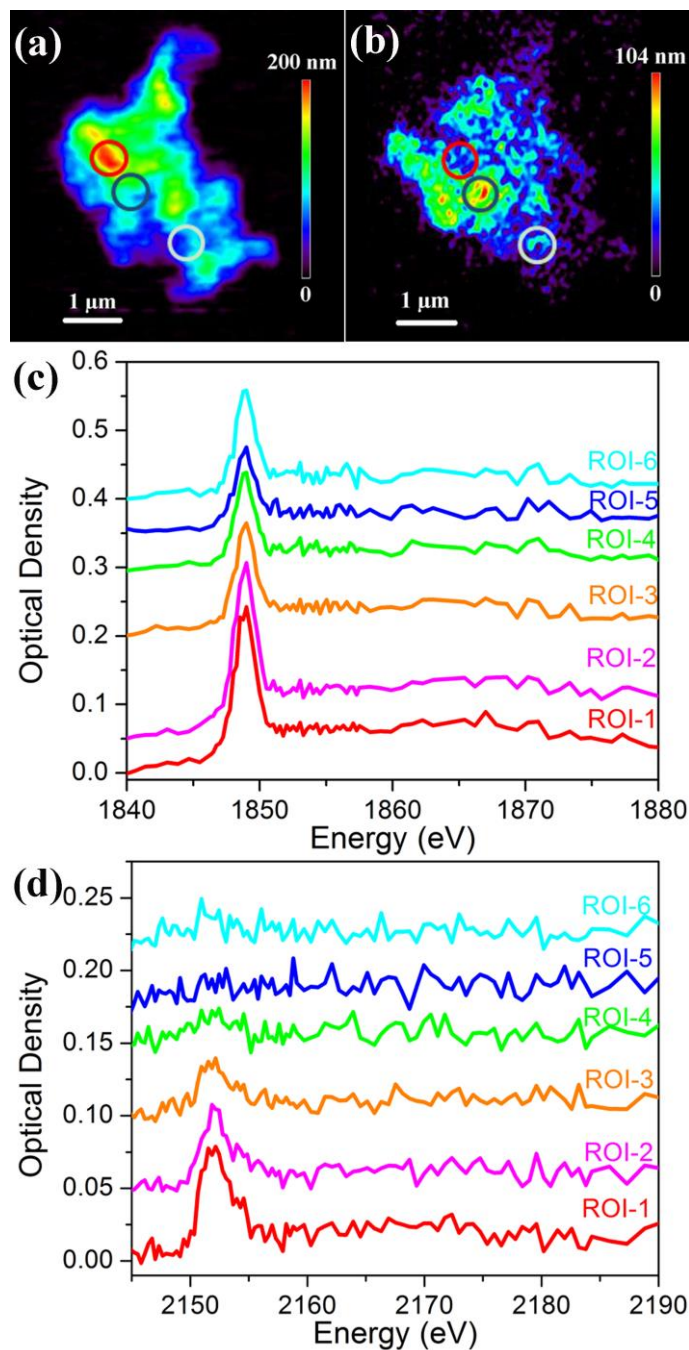 (a)
200 nm
0
1 μm
(b)
104 nm
0
1 μm
(c)
0.6
0.5
0.4
0.3
0.2
0.1
0.0
Optical Density
ROI-6
ROI-5
ROI-4
ROI-3
ROI-2
ROI-1
1840 1850 1860 1870 1880
Energy (eV)
(d)
0.25
0.20
0.15
0.10
0.05
0.00
Optical Density
ROI-6
ROI-5
ROI-4
ROI-3
ROI-2
ROI-1
2150 2160 2170 2180 2190
Energy (eV)